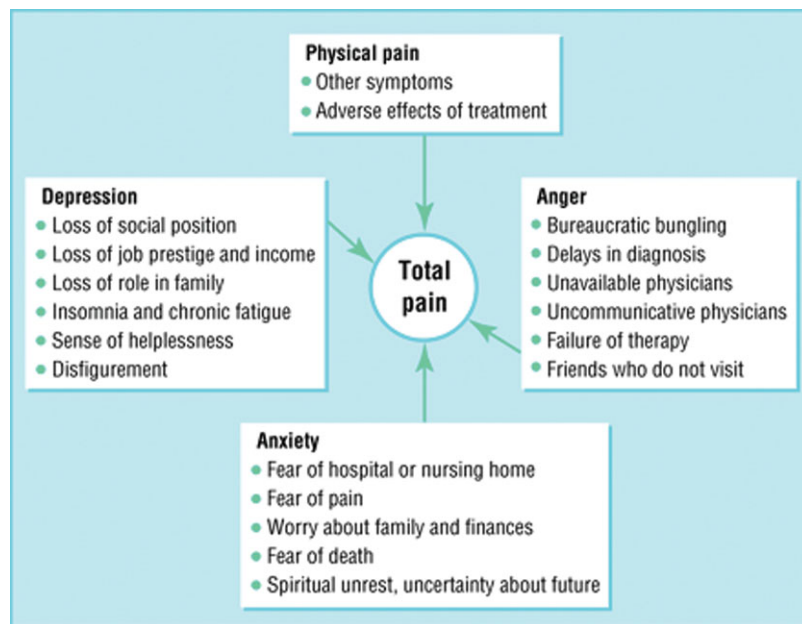 Physical pain
• Other symptoms
• Adverse effects of treatment
Depression
• Loss of social position
• Loss of job prestige and income
• Loss of role in family
• Insomnia and chronic fatigue
• Sense of helplessness
• Disfigurement
Total
pain
Anger
• Bureaucratic bungling
• Delays in diagnosis
• Unavailable physicians
• Uncommunicative physicians
• Failure of therapy
• Friends who do not visit
Anxiety
• Fear of hospital or nursing home
• Fear of pain
• Worry about family and finances
• Fear of death
• Spiritual unrest, uncertainty about future